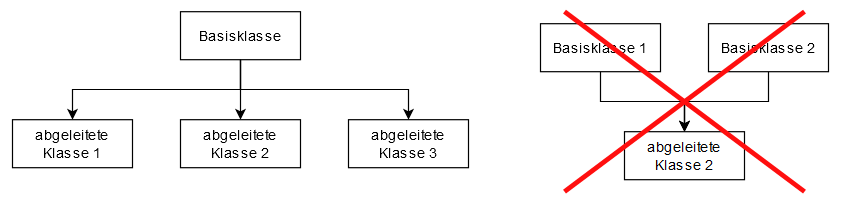 Basisklasse
abgeleitete
Klasse 1
abgeleitete
Klasse 2
abgeleitete
Klasse 3
Basisklasse 1
Basisklasse 2
abgeleitete
Klasse 2